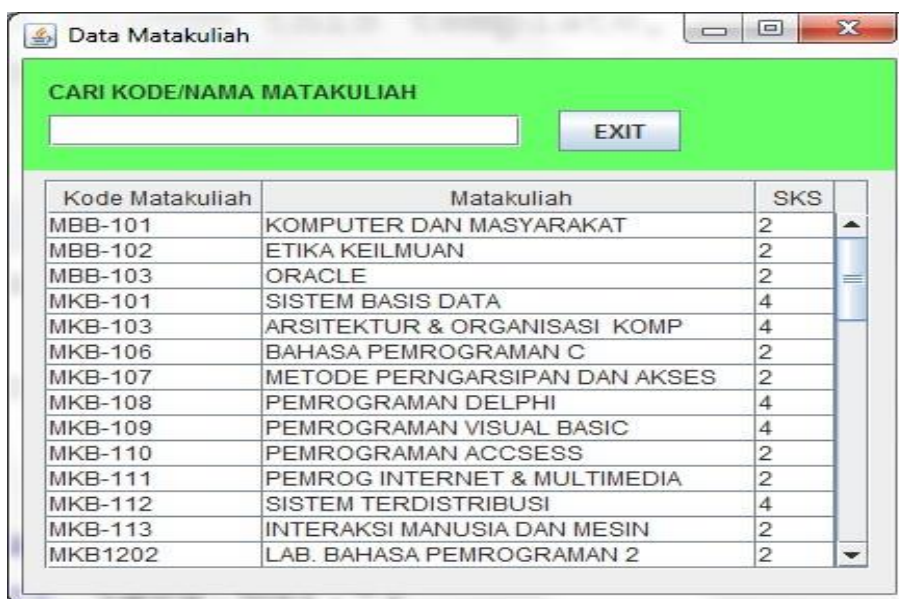 Data Matakuliah
CARI KODE/NAMA MATAKULIAH
EXIT
Kode Matakuliah Matakuliah SKS
MBB-101 KOMPUTER DAN MASYARAKAT 2
MBB-102 ETIKA KEILMUAN 2
MBB-103 ORACLE 2
MKB-101 SISTEM BASIS DATA 4
MKB-103 ARSITEKTUR & ORGANISASI KOMP 4
MKB-106 BAHASA PEMROGRAMAN C 2
MKB-107 METODE PERNGARSIPAN DAN AKSES 2
MKB-108 PEMROGRAMAN DELPHI 4
MKB-109 PEMROGRAMAN VISUAL BASIC 4
MKB-110 PEMROGRAMAN ACCSESS 2
MKB-111 PEMROG INTERNET & MULTIMEDIA 2
MKB-112 SISTEM TERDISTRIBUSI 4
MKB-113 INTERAKSI MANUSIA DAN MESIN 2
MKB1202 LAB. BAHASA PEMROGRAMAN 2 2